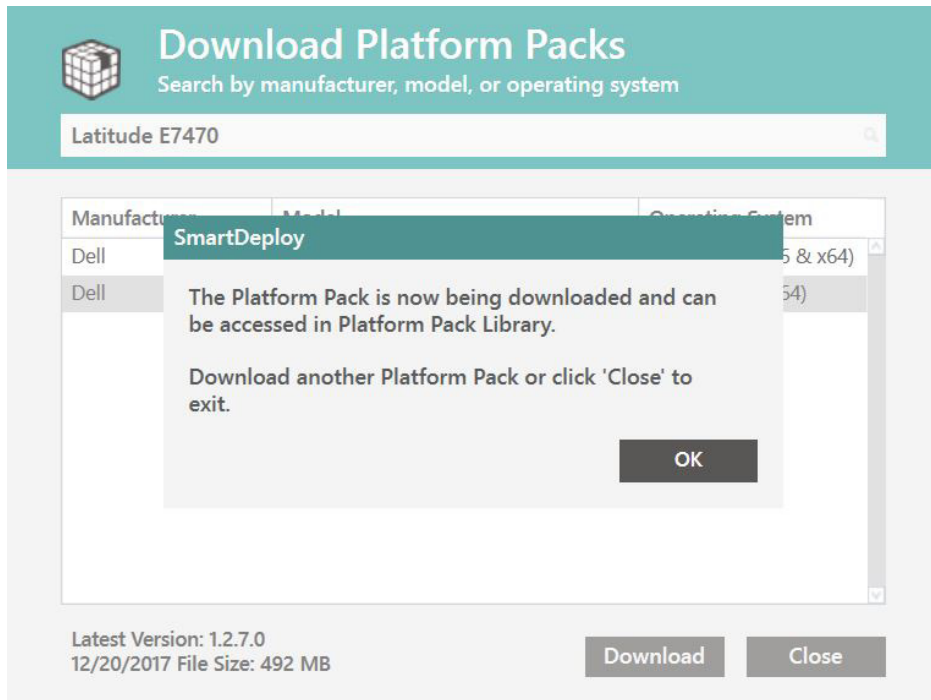 Download Platform Packs
Search by manufacturer, model, or operating system
Latitude E7470
SmartDeploy
Dell & x64)
Dell
The Platform Pack is now being downloaded and can
be accessed in Platform Pack Library.
Download another Platform Pack or click 'Close' to
exit.
OK
Latest Version: 1.2.7.0
12/20/2017 File Size: 492 MB
Download Close